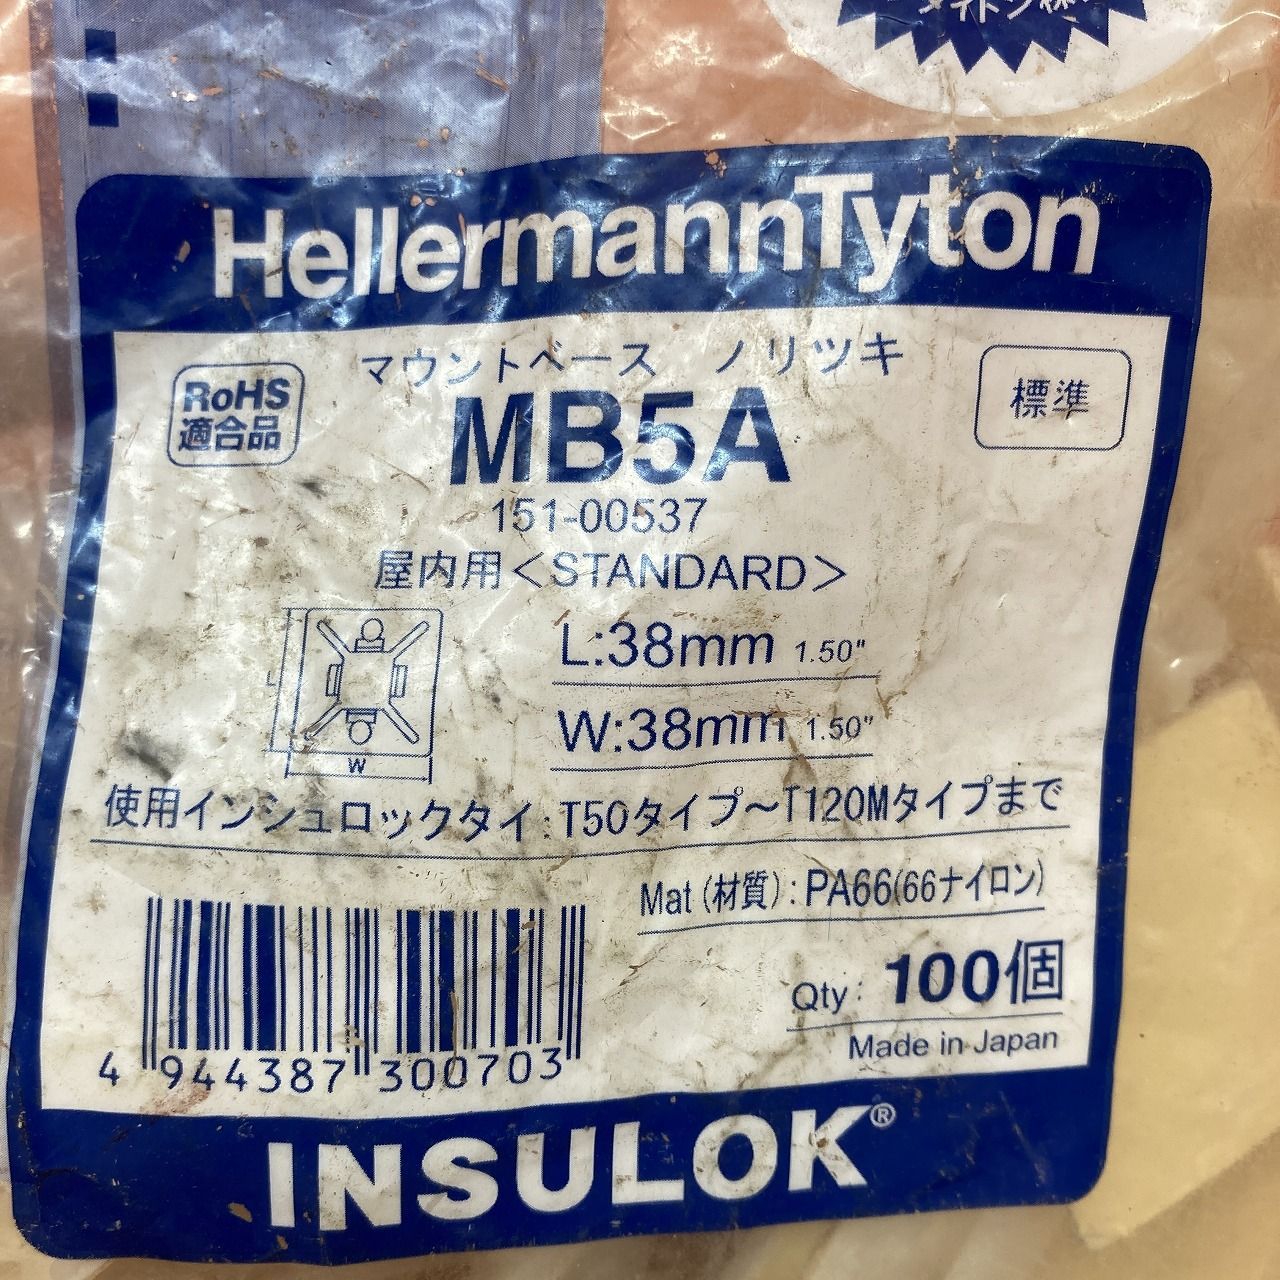 HellermannTyton
マウントベース ノリツキ
RoHS
適合品
MB5A
標準
151-00537
屋内用<STANDARD>
L
W
L:38mm 1.50"
W:38mm 1.50"
使用インシュロックタイ:T50タイプ~T120Mタイプまで
Mat(材質):PA66(66ナイロン)
Qty: 100個
Made in Japan
4 944387 300703
INSULOK®